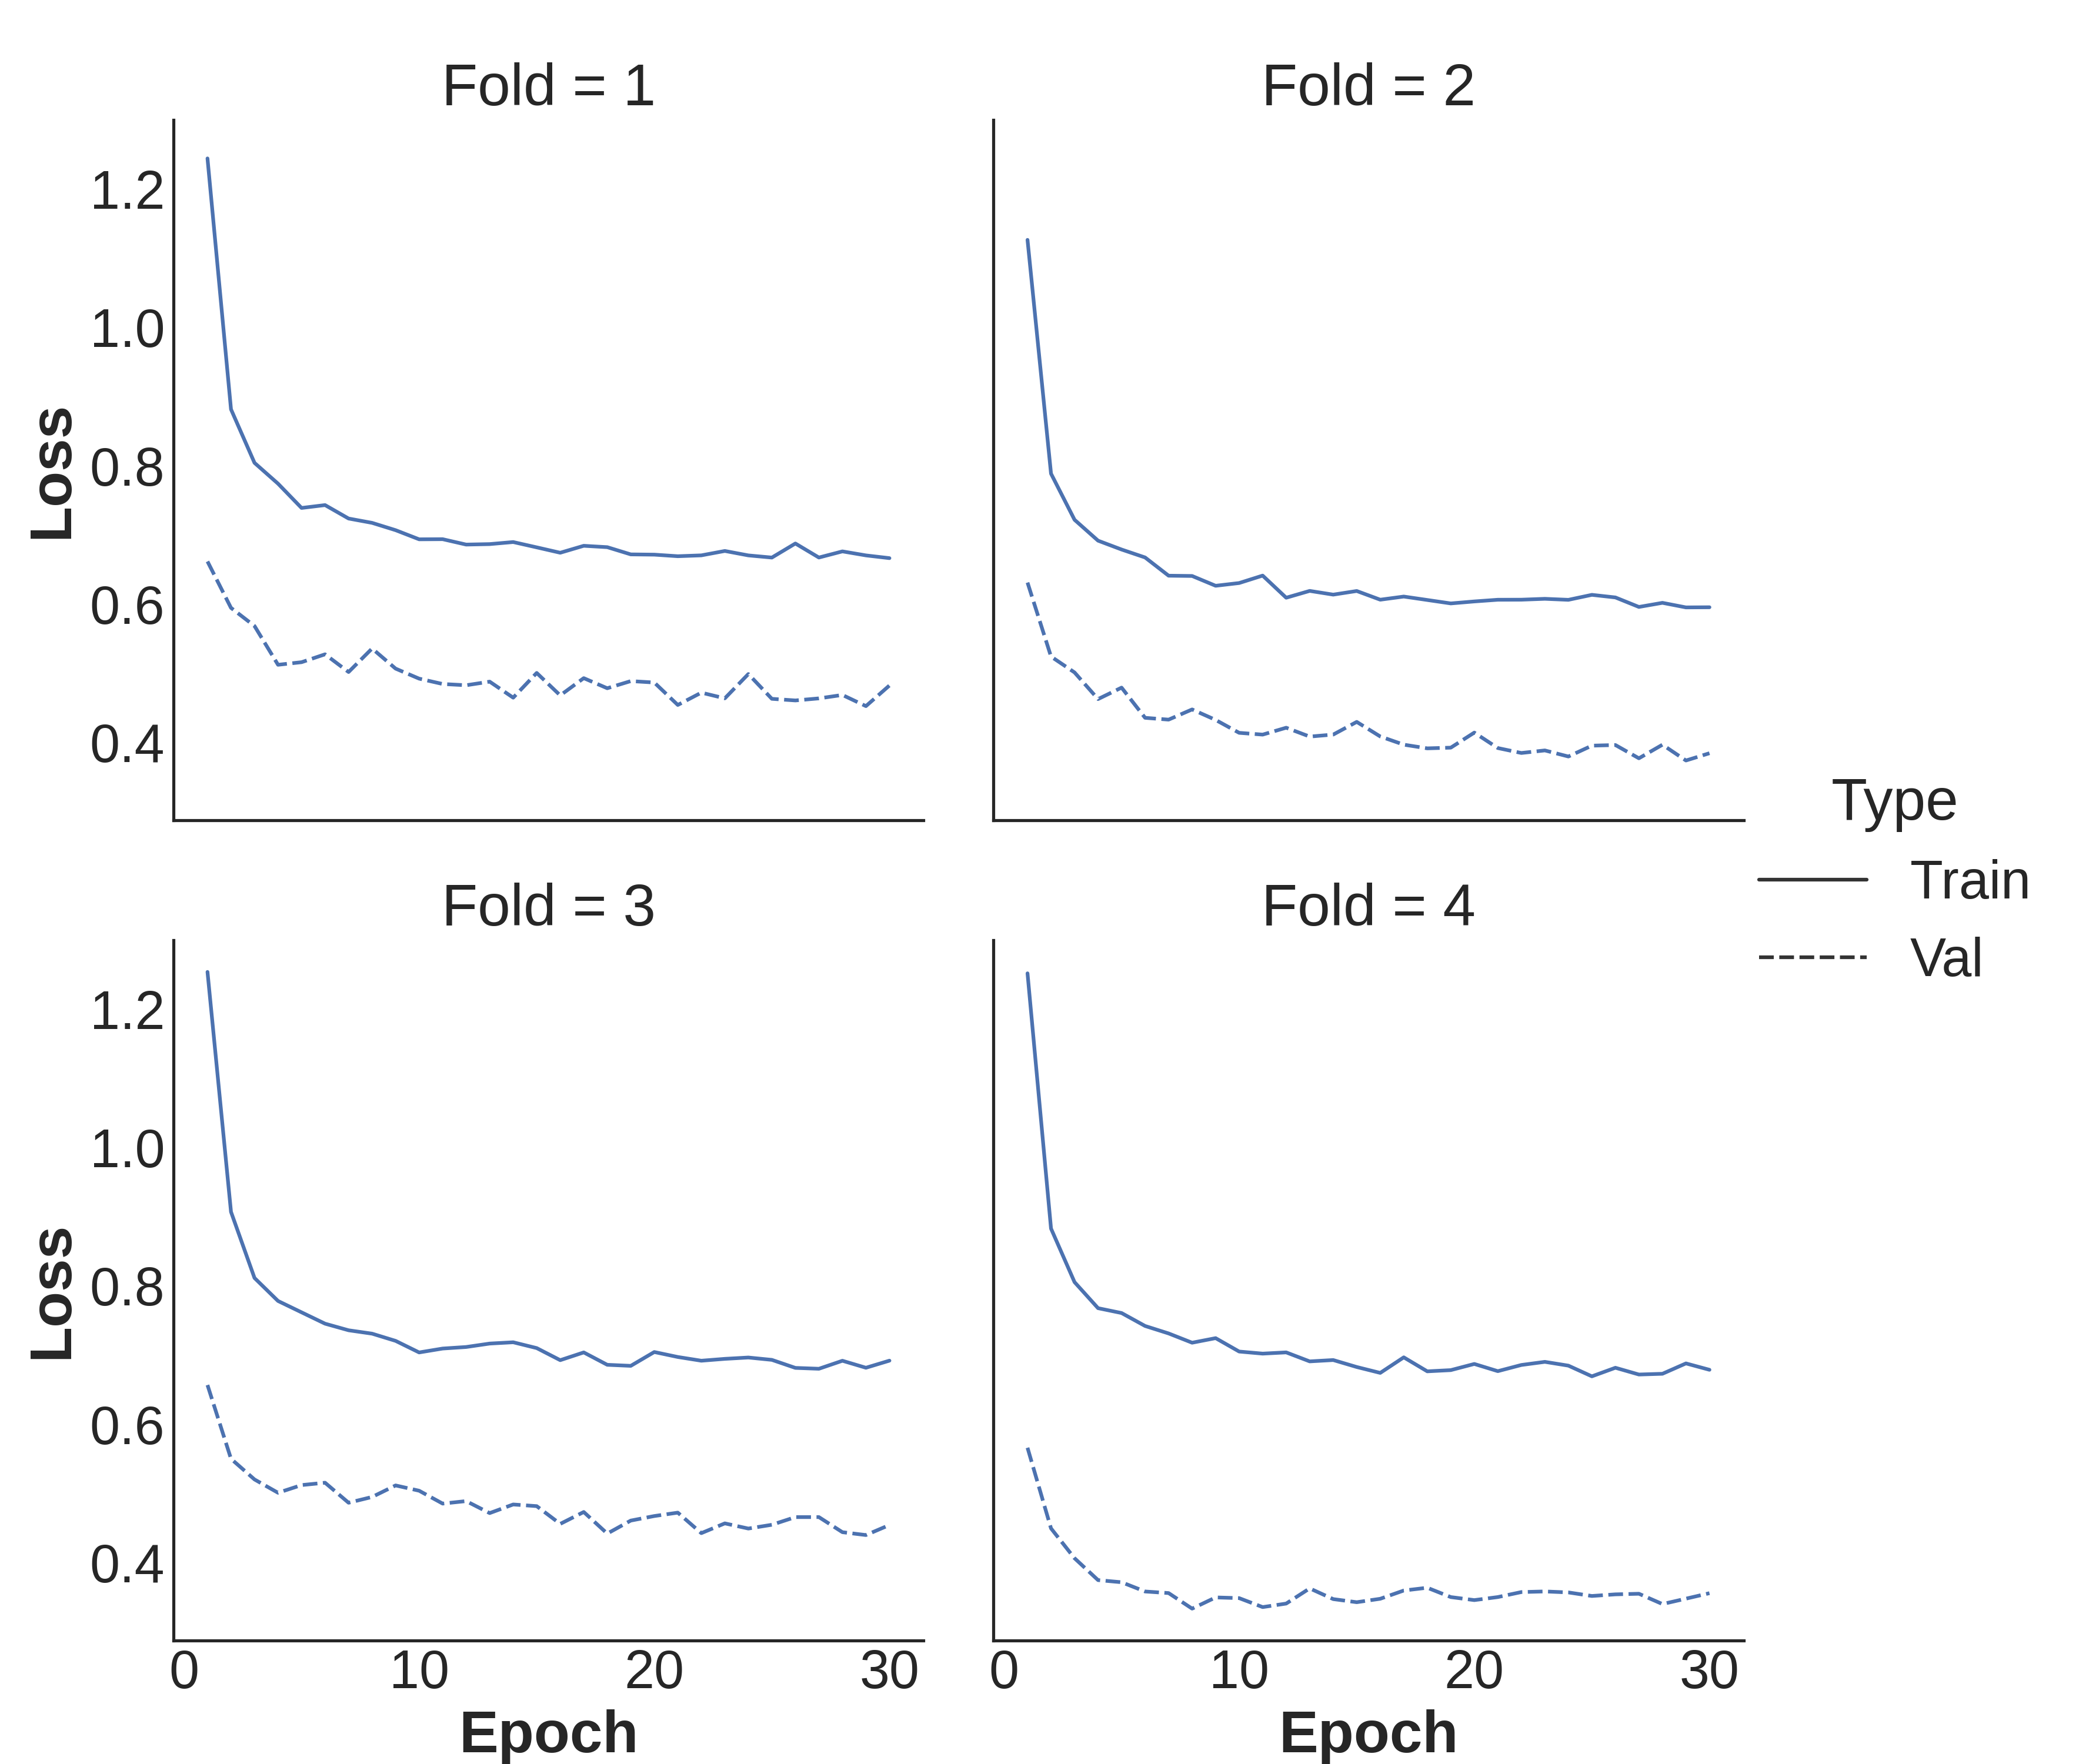 Fold = 1
Fold = 2
Loss
1.2
1.0
0.8
0.6
0.4
Type
Train
Val
Fold = 3
Fold = 4
Loss
1.2
1.0
0.8
0.6
0.4
0 10 20 30
0 10 20 30
Epoch
Epoch